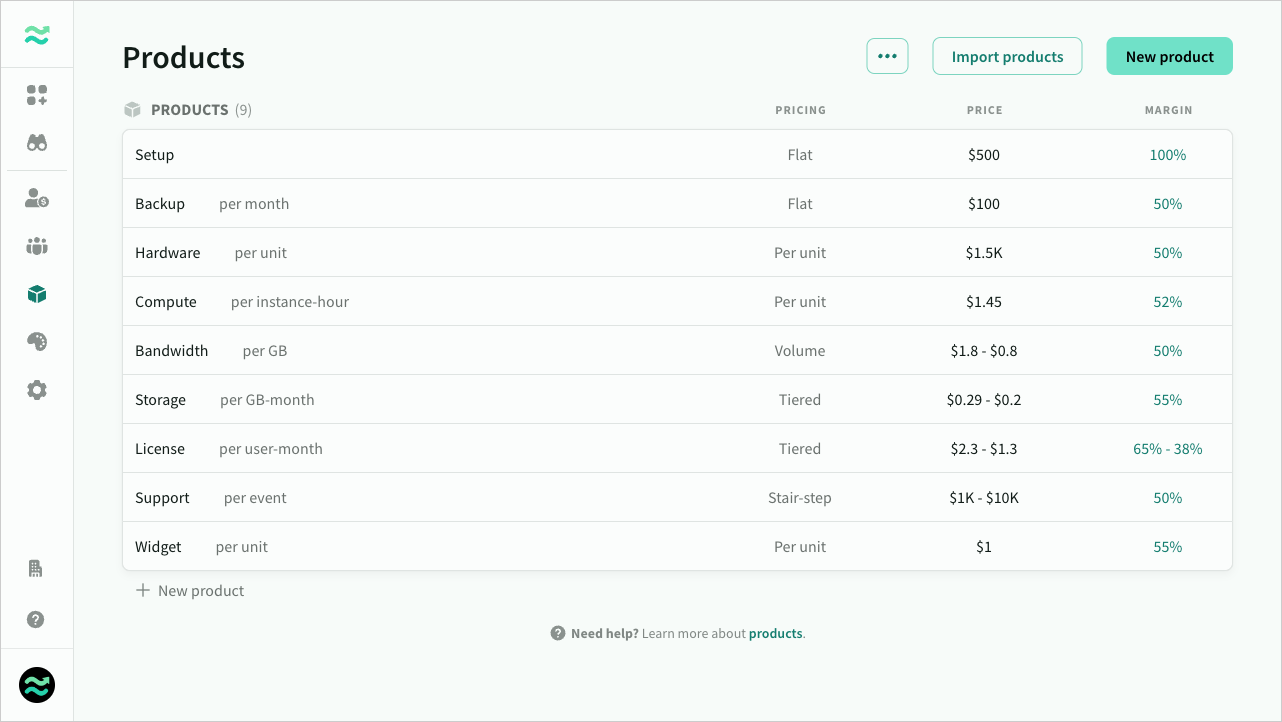 Products
••• Import products New product
PRODUCTS (9) PRICING PRICE MARGIN
Setup Flat $500 100%
Backup per month Flat $100 50%
Hardware per unit Per unit $1.5K 50%
Compute per instance-hour Per unit $1.45 52%
Bandwidth per GB Volume $1.8 - $0.8 50%
Storage per GB-month Tiered $0.29 - $0.2 55%
License per user-month Tiered $2.3 - $1.3 65% - 38%
Support per event Stair-step $1K - $10K 50%
Widget per unit Per unit $1 55%
+ New product
? Need help? Learn more about products.